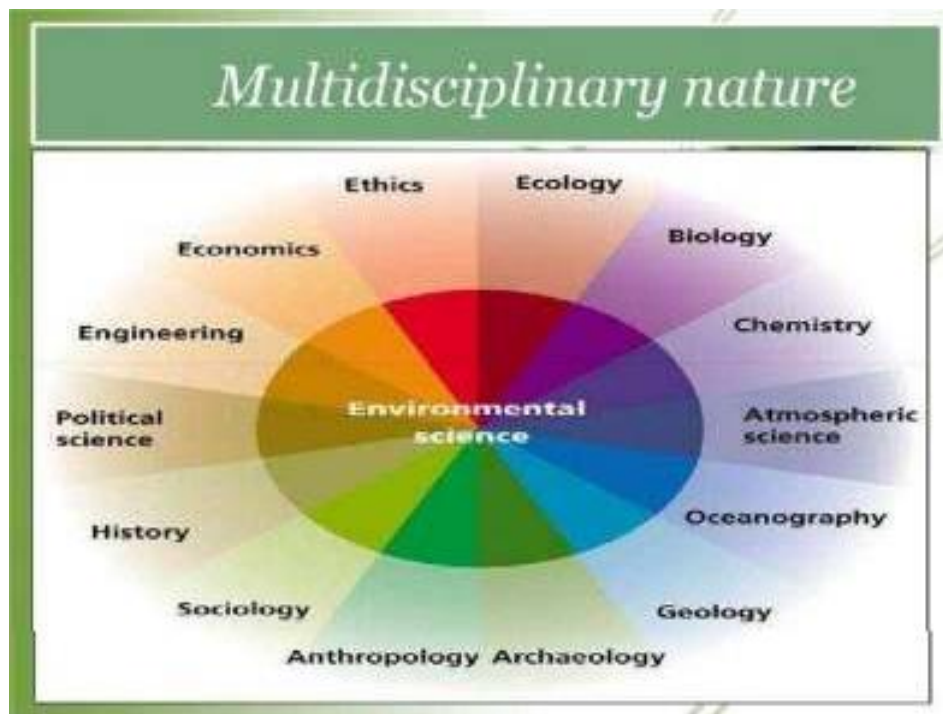 Multidisciplinary nature
Ethics
Ecology
Biology
Chemistry
Atmospheric
science
Oceanography
Geology
Archaeology
Anthropology
Sociology
History
Political
science
Engineering
Economics
Environmental
science